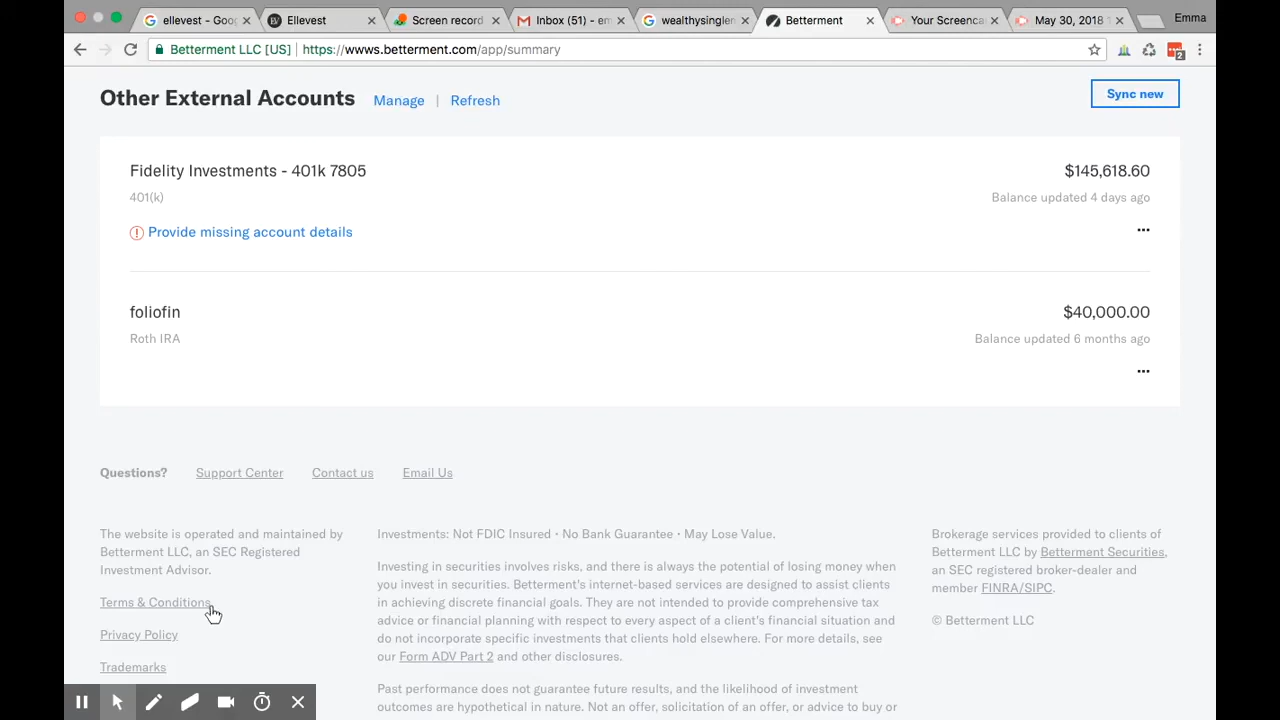 ellevest - Goog
Ellevest
Screen record
Inbox (51) - em
wealthysinglem
Betterment
Your Screenca
May 30, 2018 1
Emma
Betterment LLC [US] | https://wwws.betterment.com/app/summary
2
Other External Accounts Manage | Refresh
Sync new
Fidelity Investments - 401k 7805
$145,618.60
401(k)
Balance updated 4 days ago
Provide missing account details
foliofin
$40,000.00
Roth IRA
Balance updated 6 months ago
Questions? Support Center Contact us Email Us
The website is operated and maintained by
Betterment LLC, an SEC Registered
Investment Advisor.
Terms & Conditions
Privacy Policy
Trademarks
Investments: Not FDIC Insured • No Bank Guarantee • May Lose Value.
Investing in securities involves risks, and there is always the potential of losing money when
you invest in securities. Betterment's internet-based services are designed to assist clients
in achieving discrete financial goals. They are not intended to provide comprehensive tax
advice or financial planning with respect to every aspect of a client's financial situation and
do not incorporate specific investments that clients hold elsewhere. For more details, see
our Form ADV Part 2 and other disclosures.
Past performance does not guarantee future results, and the likelihood of investment
outcomes are hypothetical in nature. Not an offer, solicitation of an offer, or advice to buy or
Brokerage services provided to clients of
Betterment LLC by Betterment Securities,
an SEC registered broker-dealer and
member FINRA/SIPC.
© Betterment LLC